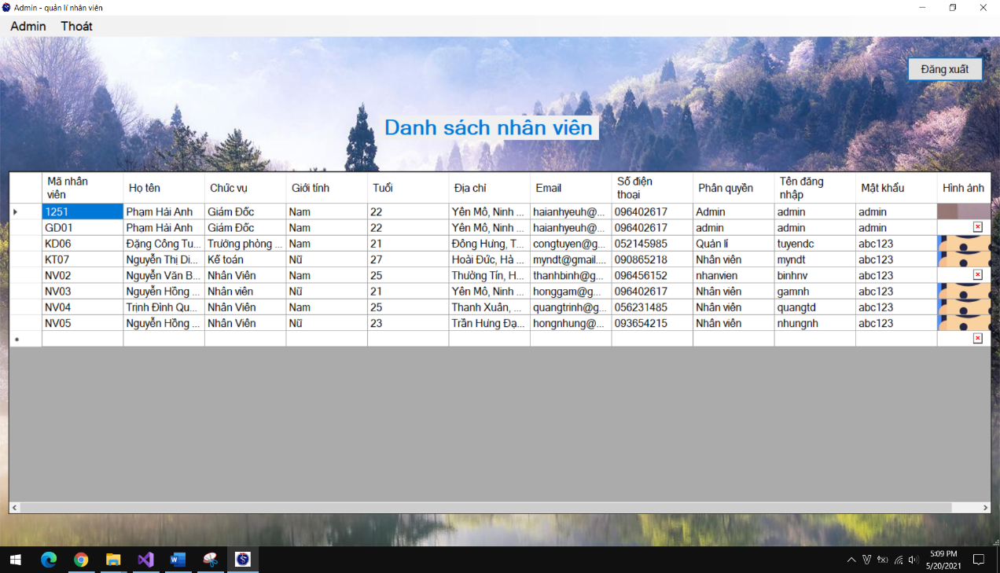 Admin - quản lí nhân viên
Admin Thoát
Đăng xuất
Danh sách nhân viên
Mã nhân viên Họ tên Chức vụ Giới tính Tuổi Địa chỉ Email Số điện thoại Phân quyền Tên đăng nhập Mật khẩu Hình ảnh
1251 Phạm Hải Anh Giám Đốc Nam 22 Yên Mô, Ninh ... haianhyeuh@... 096402617 Admin admin admin
GD01 Phạm Hải Anh Giám Đốc Nam 22 Yên Mô, Ninh ... haianhyeuh@... 096402617 admin admin admin
KD06 Đặng Công Tu... Trưởng phòng ... Nam 21 Đông Hưng, T... congtuyen@g... 052145985 Quản lí tuyendc abc123
KT07 Nguyễn Thị Di... Kế toán Nữ 27 Hoài Đức, Hà ... myndt@gmail.... 090865218 Nhân viên myndt abc123
NV02 Nguyễn Văn B... Nhân Viên Nam 25 Thường Tín, H... thanhbinh@g... 096456152 nhanvien binhnv abc123
NV03 Nguyễn Hồng ... Nhân viên Nữ 21 Yên Mô, Ninh ... honggam@g... 096402617 Nhân viên gamnh abc123
NV04 Trịnh Đình Qu... Nhân Viên Nam 25 Thanh Xuân, ... quangtrinh@g... 056231485 Nhân viên quangtd abc123
NV05 Nguyễn Hồng ... Nhân Viên Nữ 23 Trần Hưng Đạ... hongnhung@... 093654215 Nhân viên nhungnh abc123
5:09 PM
5/20/2021